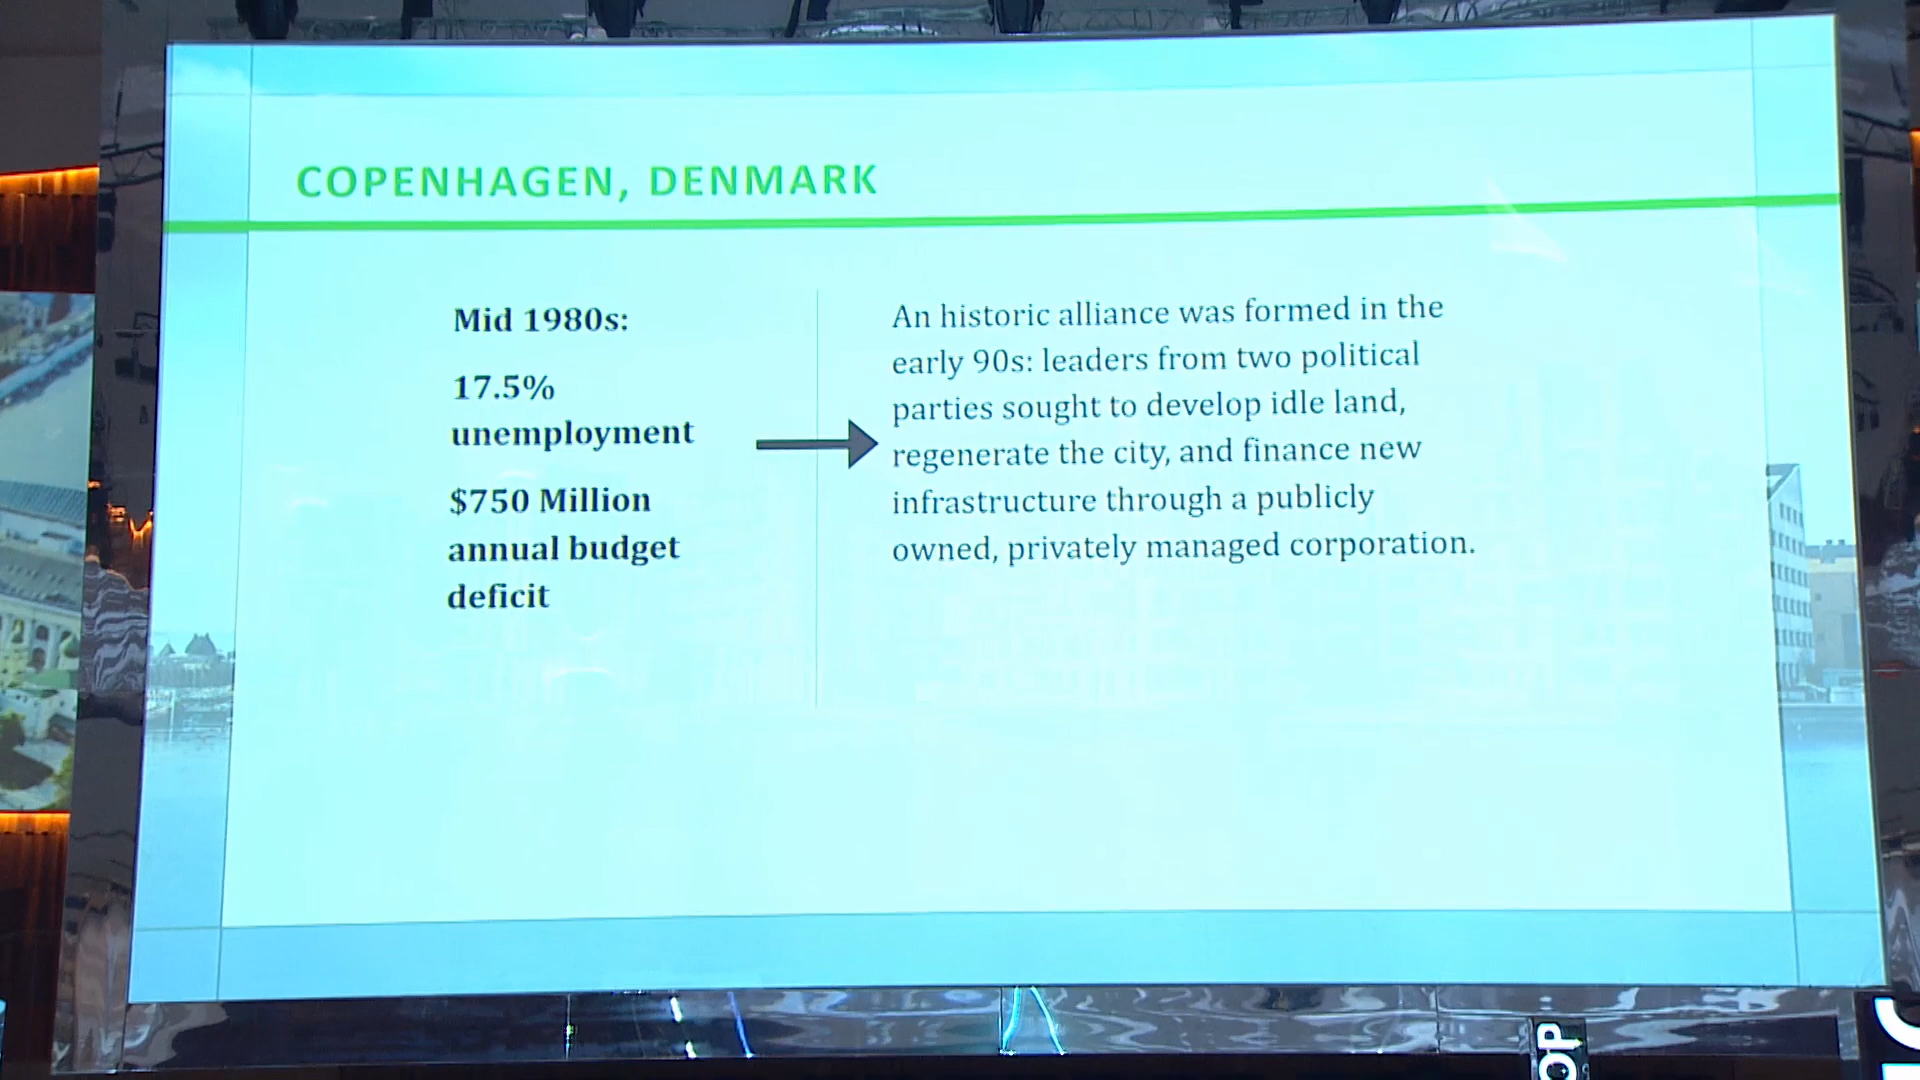 COPENHAGEN, DENMARK
Mid 1980s:
17.5%
unemployment
$750 Million
annual budget
deficit
An historic alliance was formed in the
early 90s: leaders from two political
parties sought to develop idle land,
regenerate the city, and finance new
infrastructure through a publicly
owned, privately managed corporation.